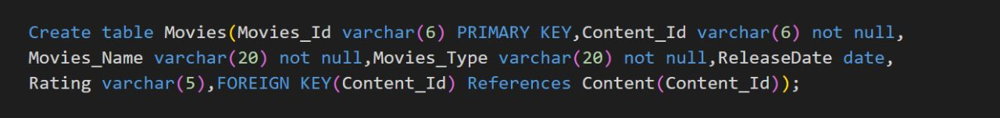 Create table Movies(Movies_Id varchar(6) PRIMARY KEY,Content_Id varchar(6) not null,
Movies_Name varchar(20) not null,Movies_Type varchar(20) not null,ReleaseDate date,
Rating varchar(5),FOREIGN KEY(Content_Id) References Content(Content_Id));